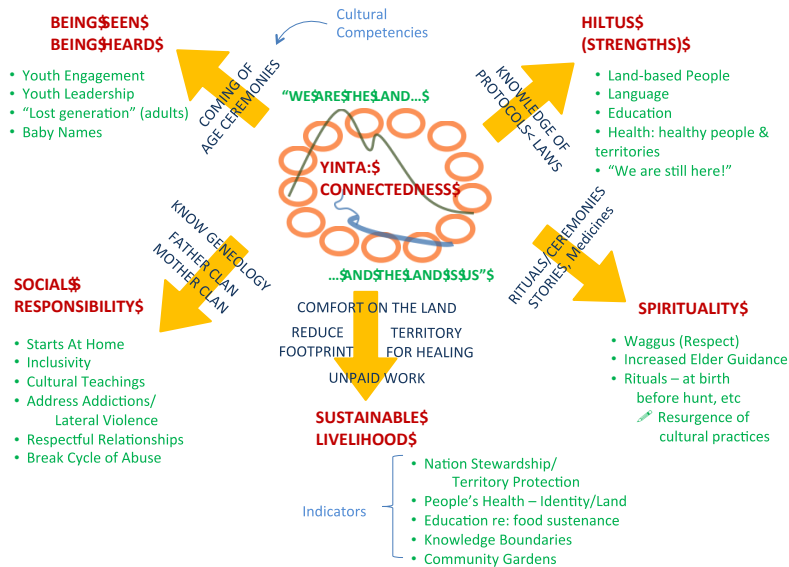 BEING$SEEN$
BEING$HEARD$
• Youth Engagement
• Youth Leadership
• “Lost generation” (adults)
• Baby Names
COMING OF
AGE CEREMONIES
Cultural
Competencies
“WE$ARE$THE$LAND…$
YINTA:$
CONNECTEDNESS$
…$AND$THE$LAND$IS$US”$
KNOWLEDGE OF
PROTOCOLS< LAWS
HILTUS$
(STRENGTHS)$
• Land-based People
• Language
• Education
• Health: healthy people &
territories
• “We are still here!”
KNOW GENEOLOGY
FATHER CLAN
MOTHER CLAN
SOCIAL$$
RESPONSIBILITY$
• Starts At Home
• Inclusivity
• Cultural Teachings
• Address Addictions/
Lateral Violence
• Respectful Relationships
• Break Cycle of Abuse
COMFORT ON THE LAND
REDUCE
FOOTPRINT
TERRITORY
FOR HEALING
UNPAID WORK
SUSTAINABLE$
LIVELIHOOD$
Indicators
• Nation Stewardship/
Territory Protection
• People’s Health – Identity/Land
• Education re: food sustenance
• Knowledge Boundaries
• Community Gardens
RITUALS/CEREMONIES
STORIES, Medicines
SPIRITUALITY$
• Waggus (Respect)
• Increased Elder Guidance
• Rituals – at birth
before hunt, etc
Resurgence of
cultural practices